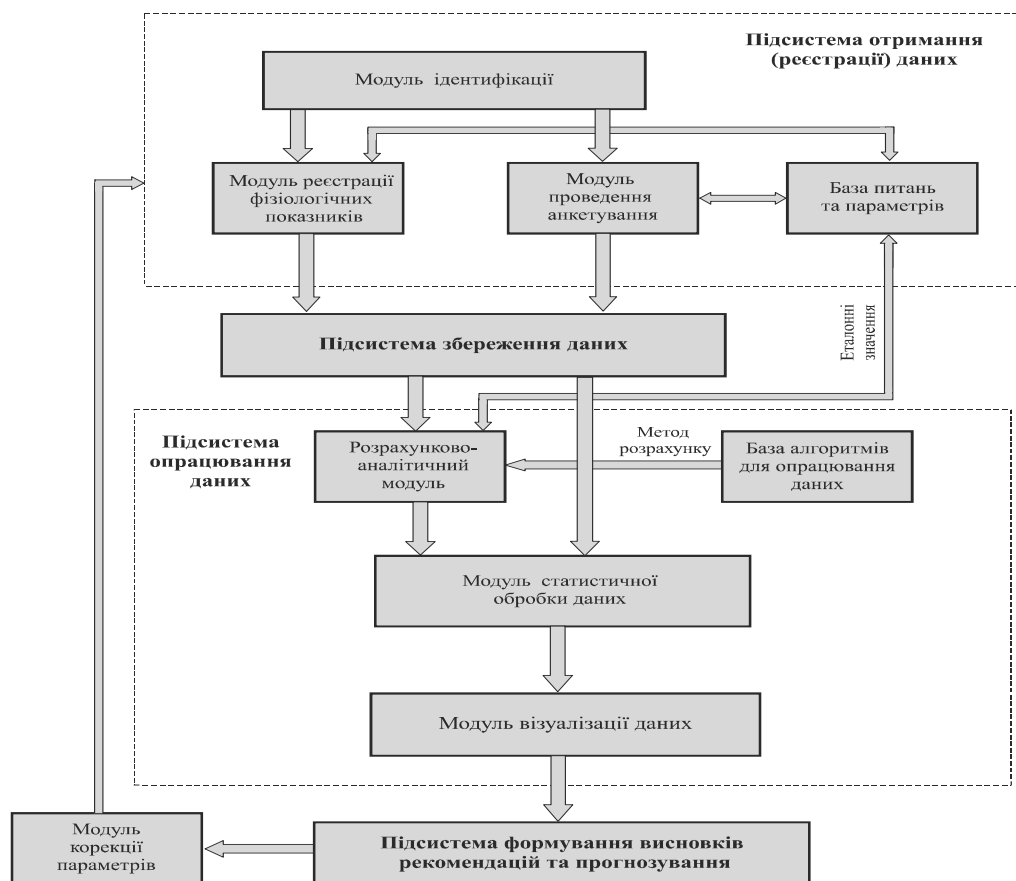 Підсистема отримання
(реєстрації) даних
Модуль ідентифікації
Модуль реєстрації
фізіологічних
показників
Модуль
проведення
анкетування
База питань
та параметрів
Еталонні
значення
Підсистема збереження даних
Підсистема
опрацювання
даних
Розрахунково-
аналітичний
модуль
Метод
розрахунку
База алгоритмів
для опрацювання
даних
Модуль статистичної
обробки даних
Модуль візуалізації даних
Модуль
корекції
параметрів
Підсистема формування висновків
рекомендацій та прогнозування